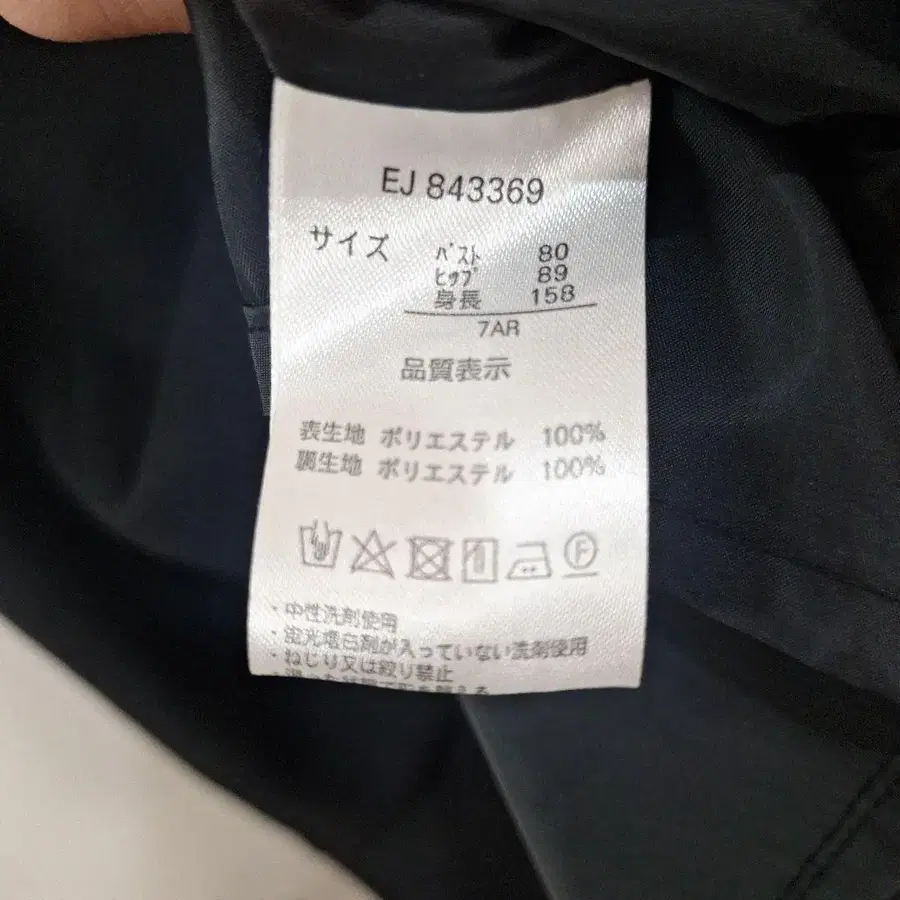 EJ 843369
サイズ
バスト 80
ヒップ 89
身長 158
7AR
品質表示
表生地 ポリエステル 100%
裏生地 ポリエステル 100%
F
・中性洗剤使用
・蛍光増白剤が入っていない洗剤使用
・ねじり又は絞り禁止